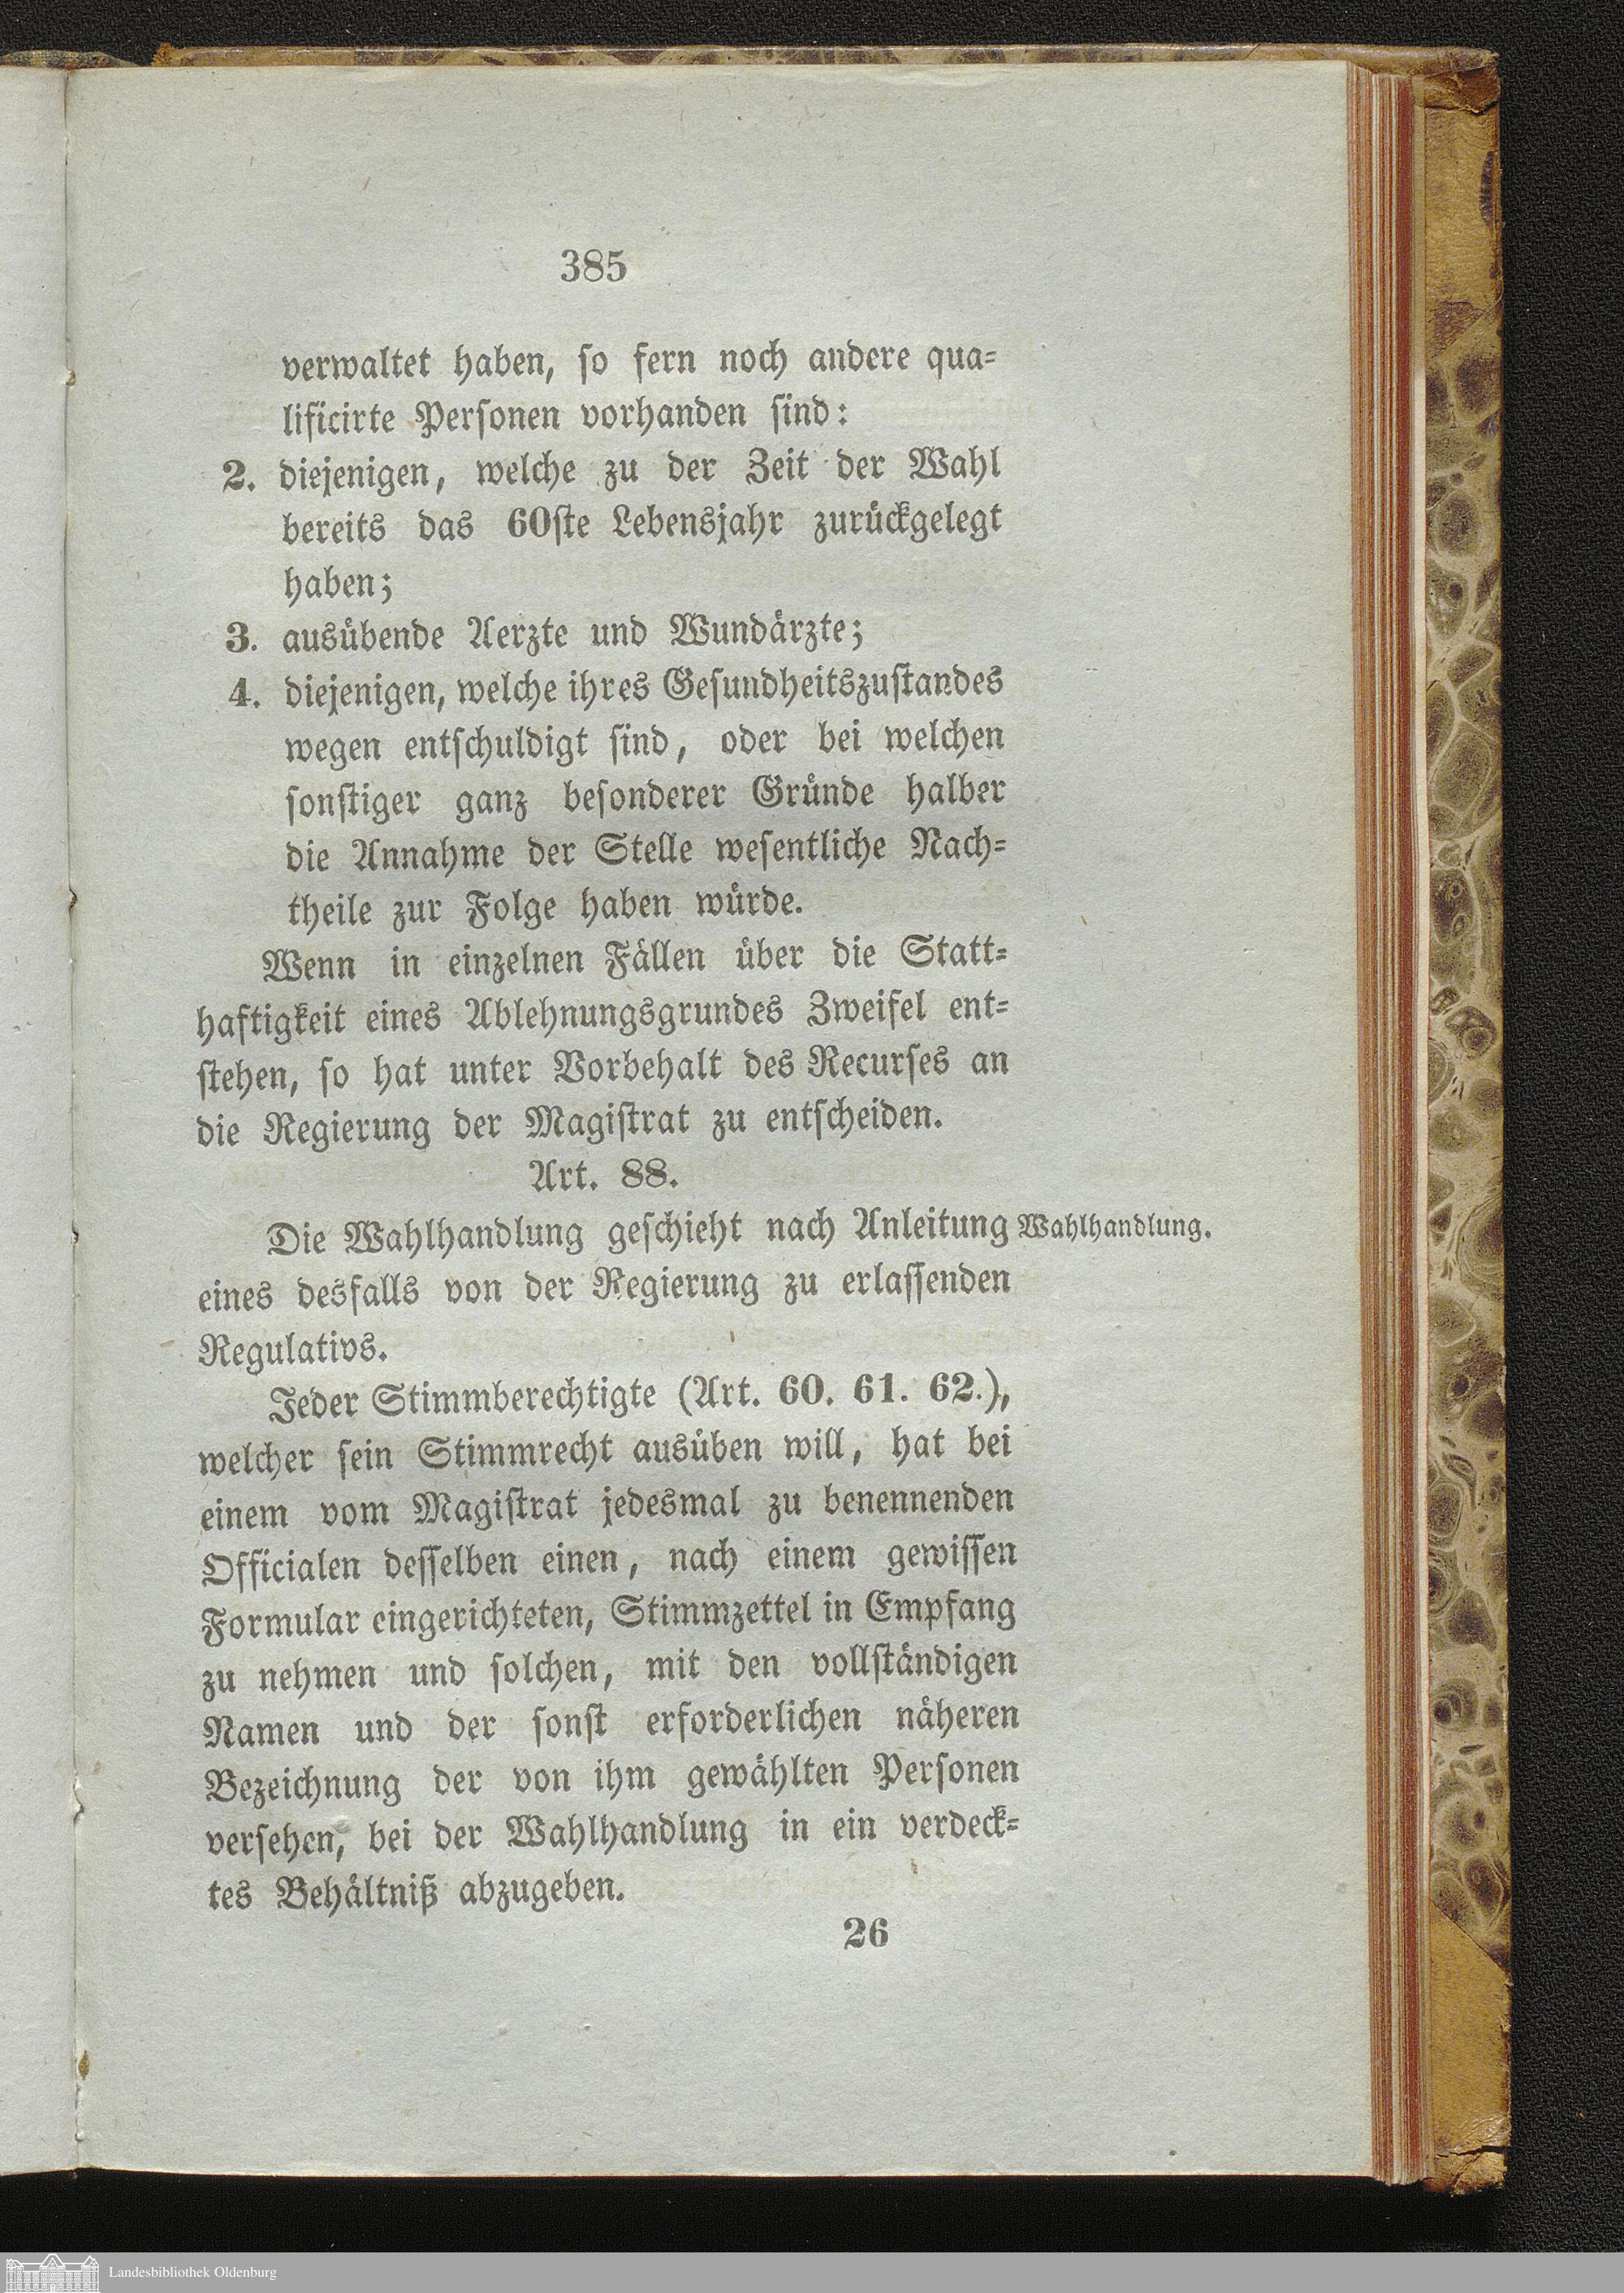 385
verwaltet haben, so fern noch andere qua=
lificirte Personen vorhanden sind:
2. diejenigen, welche zu der Zeit der Wahl
bereits das 60ste Lebensjahr zurückgelegt
haben;
3. ausübende Aerzte und Wundärzte;
4. diejenigen, welche ihres Gesundheitszustandes
wegen entschuldigt sind, oder bei welchen
sonstiger ganz besonderer Gründe halber
die Annahme der Stelle wesentliche Nach=
theile zur Folge haben würde.
Wenn in einzelnen Fällen über die Statt=
haftigkeit eines Ablehnungsgrundes Zweifel ent=
stehen, so hat unter Vorbehalt des Recurses an
die Regierung der Magistrat zu entscheiden.
Art. 88.
Die Wahlhandlung geschieht nach Anleitung Wahlhandlung.
eines desfalls von der Regierung zu erlassenden
Regulativs.
Jeder Stimmberechtigte (Art. 60. 61. 62.),
welcher sein Stimmrecht ausüben will, hat bei
einem vom Magistrat jedesmal zu benennenden
Officialen desselben einen, nach einem gewissen
Formular eingerichteten, Stimmzettel in Empfang
zu nehmen und solchen, mit den vollständigen
Namen und der sonst erforderlichen näheren
Bezeichnung der von ihm gewählten Personen
versehen, bei der Wahlhandlung in ein verdeck=
tes Behältniß abzugeben.
26
Landesbibliothek Oldenburg